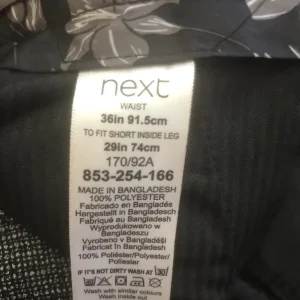 next
WAIST
36in 91.5cm
TO FIT SHORT INSIDE LEG
29in 74cm
170/92A
853-254-166
MADE IN BANGLADESH
100% POLYESTER
Fabricado en Bangladés
Hergestellt in Bangladesch
Fabriqué au Bangladesh
Wyprodukowano w
Bangladeszu
Vyrobeno v Bangladéši
Fabricat în Bangladesh
100% Poliéster/Polyester/
Poliester
IF IT'S NOT DIRTY WASH AT 30
Wash with similar colours
Wash inside out